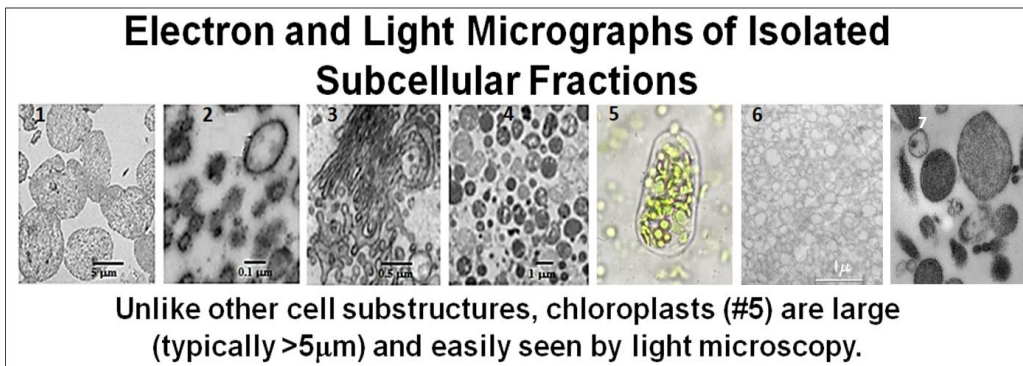 Electron and Light Micrographs of Isolated
Subcellular Fractions
1 2 3 4 5 6 7
5 μm 0.1 μm 0.5 μm 1 μm 1μ
Unlike other cell substructures, chloroplasts (#5) are large
(typically >5μm) and easily seen by light microscopy.